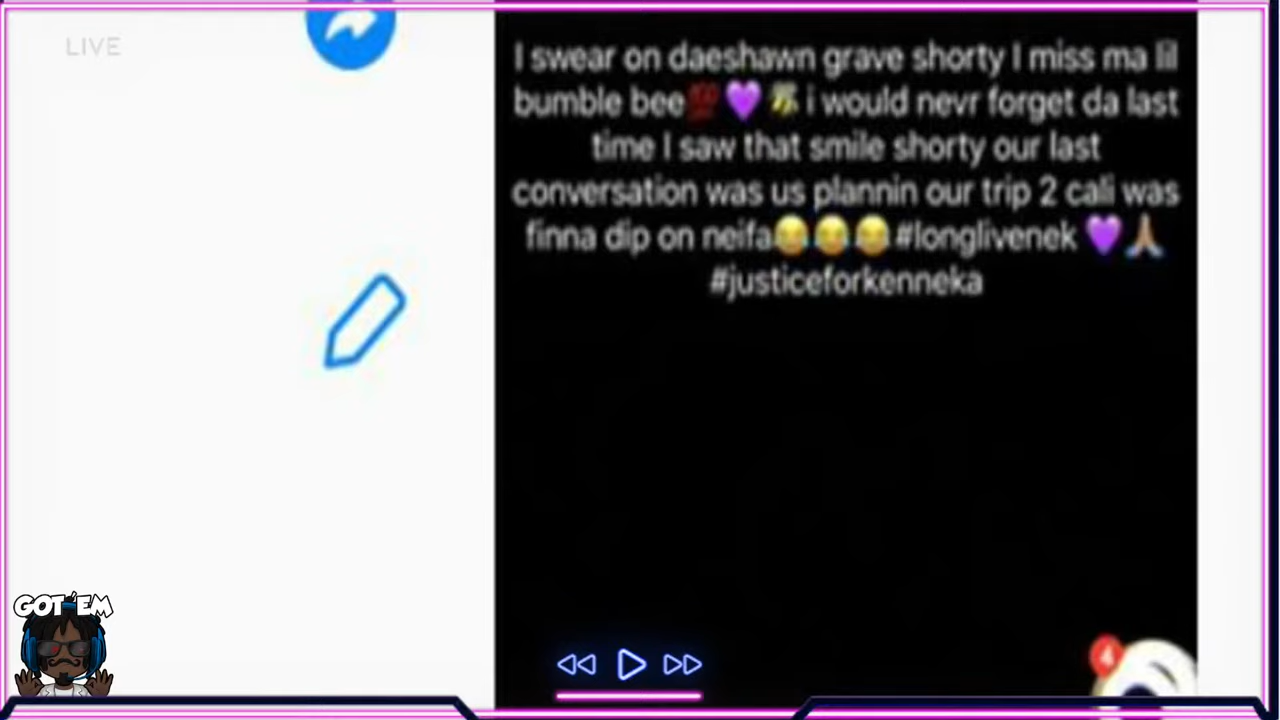 LIVE
I swear on daeshawn grave shorty I miss ma lil
bumble bee💯💜🐝 i would nevr forget da last
time I saw that smile shorty our last
conversation was us plannin our trip 2 cali was
finna dip on neifa😂😂😂#longlivenek 💜🙏🏽
#justiceforkenneka
4
GOT 'EM